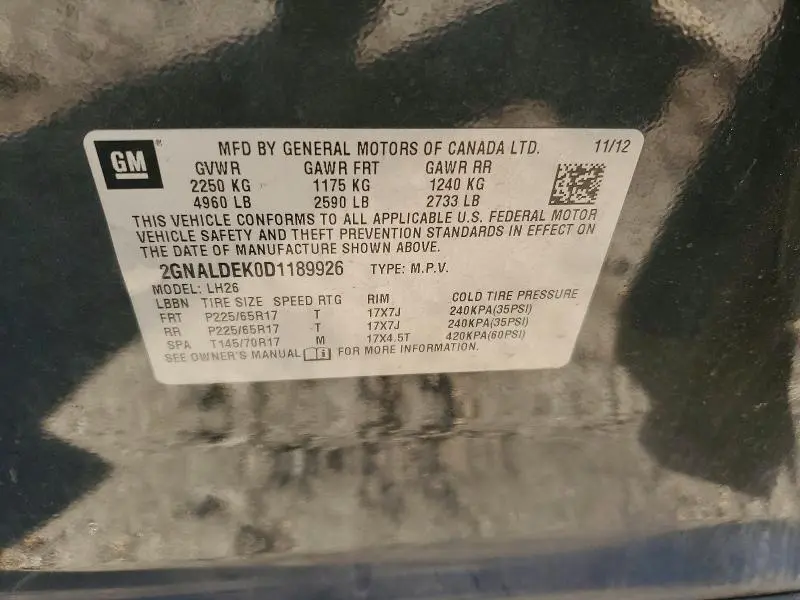 GM ® MFD BY GENERAL MOTORS OF CANADA LTD. 11/12
GVWR GAWR FRT GAWR RR
2250 KG 1175 KG 1240 KG
4960 LB 2590 LB 2733 LB
THIS VEHICLE CONFORMS TO ALL APPLICABLE U.S. FEDERAL MOTOR
VEHICLE SAFETY AND THEFT PREVENTION STANDARDS IN EFFECT ON
THE DATE OF MANUFACTURE SHOWN ABOVE.
2GNALDEK0D1189926 TYPE: M.P.V.
MODEL: LH26
LBBN TIRE SIZE SPEED RTG RIM COLD TIRE PRESSURE
FRT P225/65R17 T 17X7J 240KPA(35PSI)
RR P225/65R17 T 17X7J 240KPA(35PSI)
SPA T145/70R17 M 17X4.5T 420KPA(60PSI)
SEE OWNER'S MANUAL i FOR MORE INFORMATION.